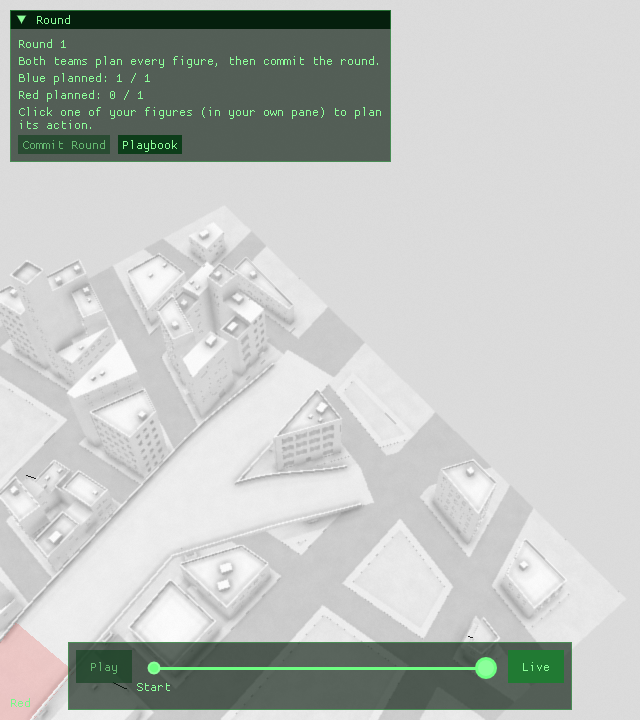 Round
Round 1
Both teams plan every figure, then commit the round.
Blue planned: 1 / 1
Red planned: 0 / 1
Click one of your figures (in your own pane) to plan
its action.
Commit Round
Playbook
Play
Start
Live
Red